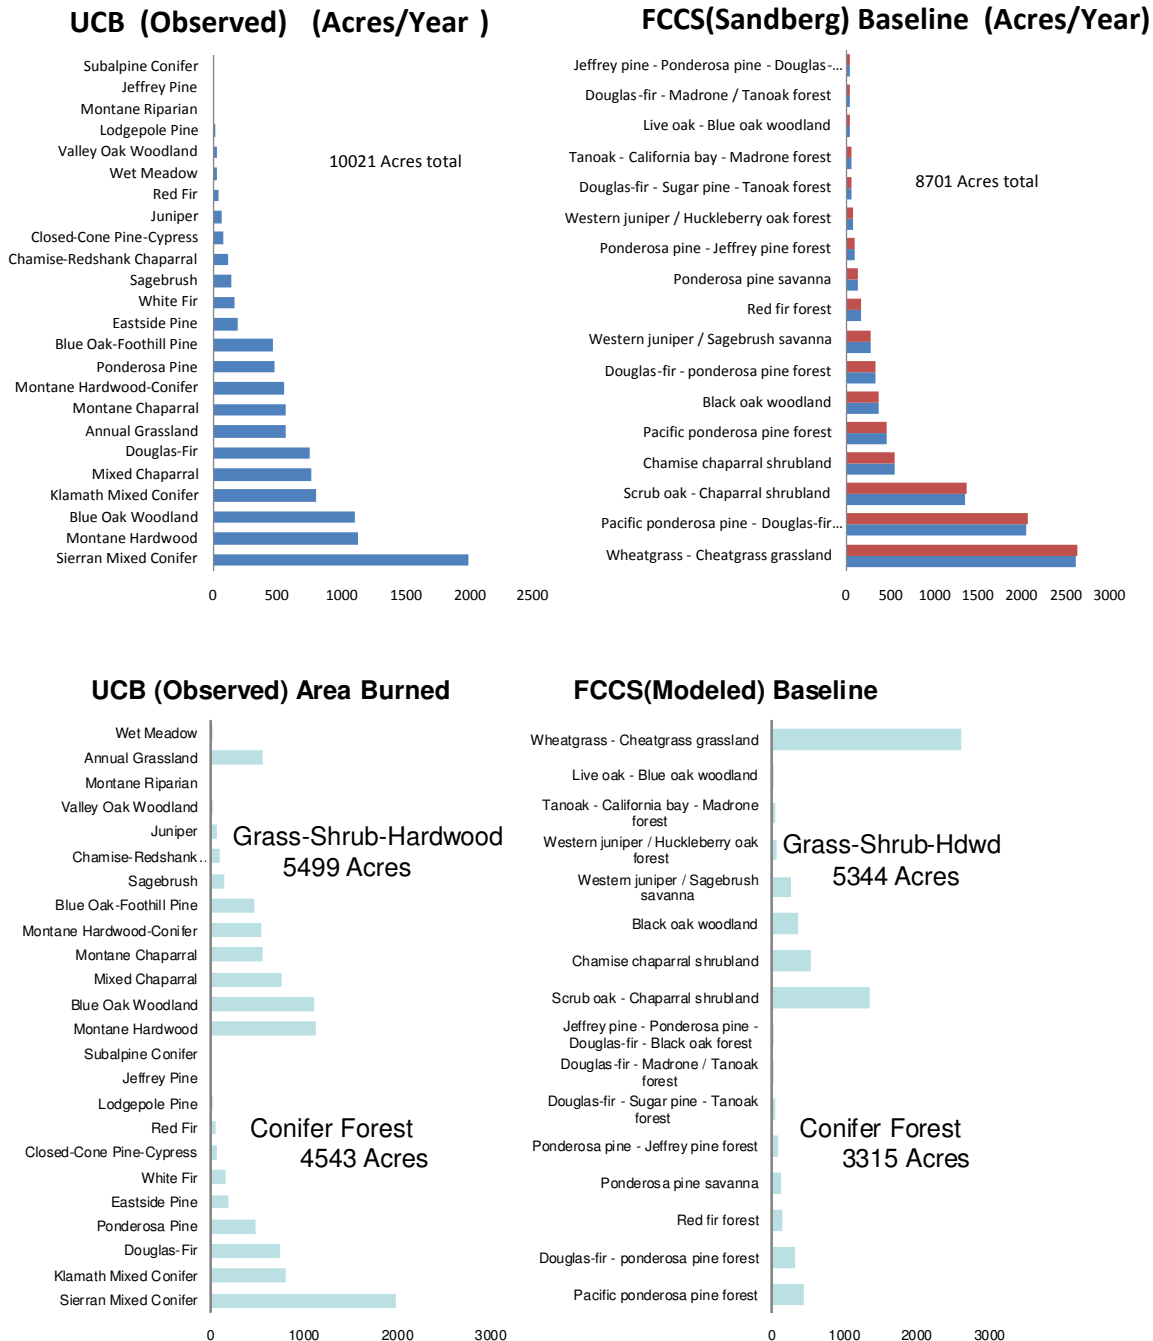 UCB (Observed) (Acres/Year )
Subalpine Conifer
Jeffrey Pine
Montane Riparian
Lodgepole Pine
Valley Oak Woodland
Wet Meadow
Red Fir
Juniper
Closed-Cone Pine-Cypress
Chamise-Redshank Chaparral
Sagebrush
White Fir
Eastside Pine
Blue Oak-Foothill Pine
Ponderosa Pine
Montane Hardwood-Conifer
Montane Chaparral
Annual Grassland
Douglas-Fir
Mixed Chaparral
Klamath Mixed Conifer
Blue Oak Woodland
Montane Hardwood
Sierran Mixed Conifer
10021 Acres total
0 500 1000 1500 2000 2500
FCCS(Sandberg) Baseline (Acres/Year)
Jeffrey pine - Ponderosa pine - Douglas-...
Douglas-fir - Madrone / Tanoak forest
Live oak - Blue oak woodland
Tanoak - California bay - Madrone forest
Douglas-fir - Sugar pine - Tanoak forest
Western juniper / Huckleberry oak forest
Ponderosa pine - Jeffrey pine forest
Ponderosa pine savanna
Red fir forest
Western juniper / Sagebrush savanna
Douglas-fir - ponderosa pine forest
Black oak woodland
Pacific ponderosa pine forest
Chamise chaparral shrubland
Scrub oak - Chaparral shrubland
Pacific ponderosa pine - Douglas-fir...
Wheatgrass - Cheatgrass grassland
8701 Acres total
0 500 1000 1500 2000 2500 3000
UCB (Observed) Area Burned
Wet Meadow
Annual Grassland
Montane Riparian
Valley Oak Woodland
Juniper
Chamise-Redshank..
Sagebrush
Blue Oak-Foothill Pine
Montane Hardwood-Conifer
Montane Chaparral
Mixed Chaparral
Blue Oak Woodland
Montane Hardwood
Subalpine Conifer
Jeffrey Pine
Lodgepole Pine
Red Fir
Closed-Cone Pine-Cypress
White Fir
Eastside Pine
Ponderosa Pine
Douglas-Fir
Klamath Mixed Conifer
Sierran Mixed Conifer
Grass-Shrub-Hardwood
5499 Acres
Conifer Forest
4543 Acres
0 1000 2000 3000
FCCS(Modeled) Baseline
Wheatgrass - Cheatgrass grassland
Live oak - Blue oak woodland
Tanoak - California bay - Madrone
forest
Western juniper / Huckleberry oak
forest
Western juniper / Sagebrush
savanna
Black oak woodland
Chamise chaparral shrubland
Scrub oak - Chaparral shrubland
Jeffrey pine - Ponderosa pine -
Douglas-fir - Black oak forest
Douglas-fir - Madrone / Tanoak
forest
Douglas-fir - Sugar pine - Tanoak
forest
Ponderosa pine - Jeffrey pine forest
Ponderosa pine savanna
Red fir forest
Douglas-fir - ponderosa pine forest
Pacific ponderosa pine forest
Grass-Shrub-Hdwd
5344 Acres
Conifer Forest
3315 Acres
0 1000 2000 3000